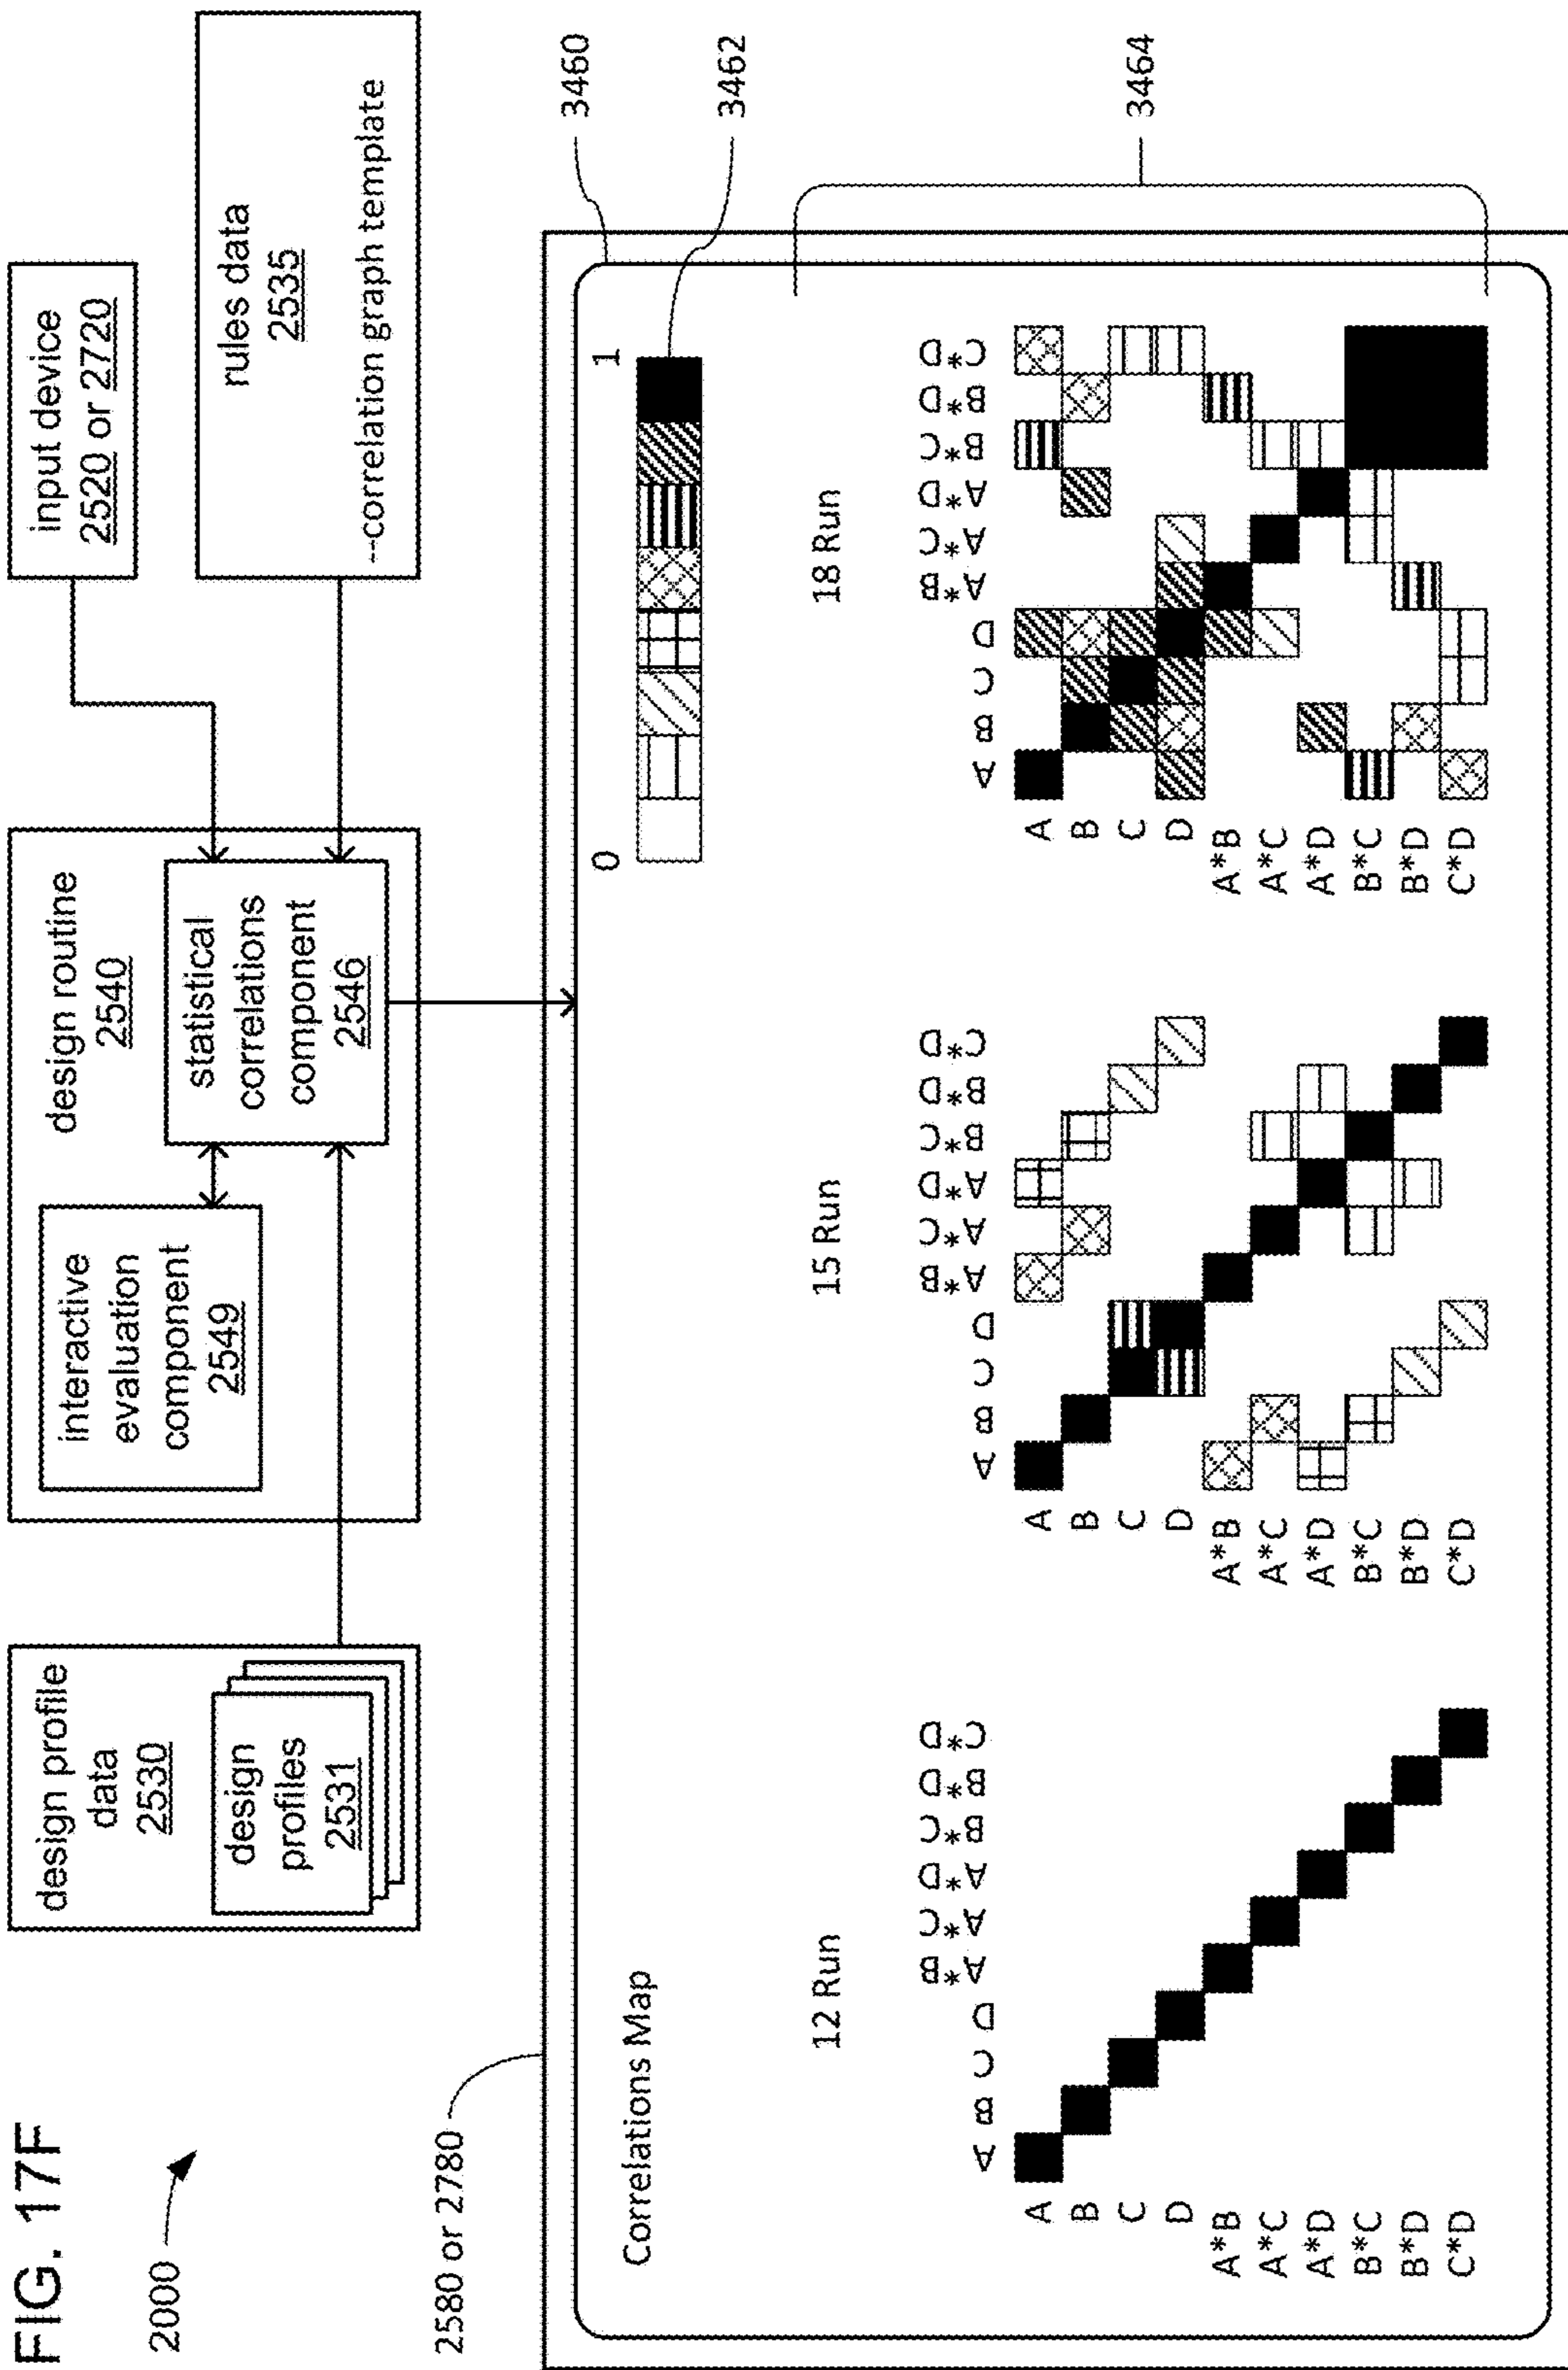 FIG. 17F
2000
design profile
data
2530
design
profiles
2531
design routine
2540
interactive
evaluation
component
2549
statistical
correlations
component
2546
input device
2520 or 2720
rules data
2535
--correlation graph template
2580 or 2780
3460
3462
3464
Correlations Map
0
1
12 Run
A
B
C
D
A*B
A*C
A*D
B*C
B*D
C*D
A
B
C
D
A*B
A*C
A*D
B*C
B*D
C*D
15 Run
A
B
C
D
A*B
A*C
A*D
B*C
B*D
C*D
A
B
C
D
A*B
A*C
A*D
B*C
B*D
C*D
18 Run
A
B
C
D
A*B
A*C
A*D
B*C
B*D
C*D
A
B
C
D
A*B
A*C
A*D
B*C
B*D
C*D